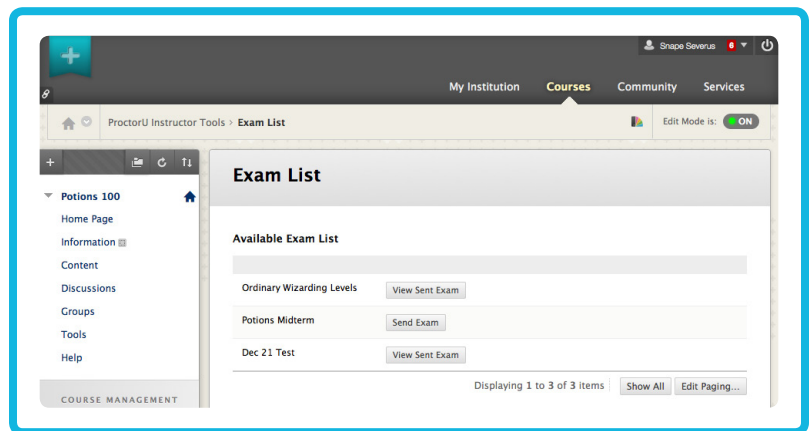 Snape Severus 6
My Institution Courses Community Services
ProctorU Instructor Tools > Exam List Edit Mode is: ON
Exam List
Potions 100
Home Page
Information
Content
Discussions
Groups
Tools
Help
COURSE MANAGEMENT
Available Exam List
Ordinary Wizarding Levels View Sent Exam
Potions Midterm Send Exam
Dec 21 Test View Sent Exam
Displaying 1 to 3 of 3 items Show All Edit Paging...